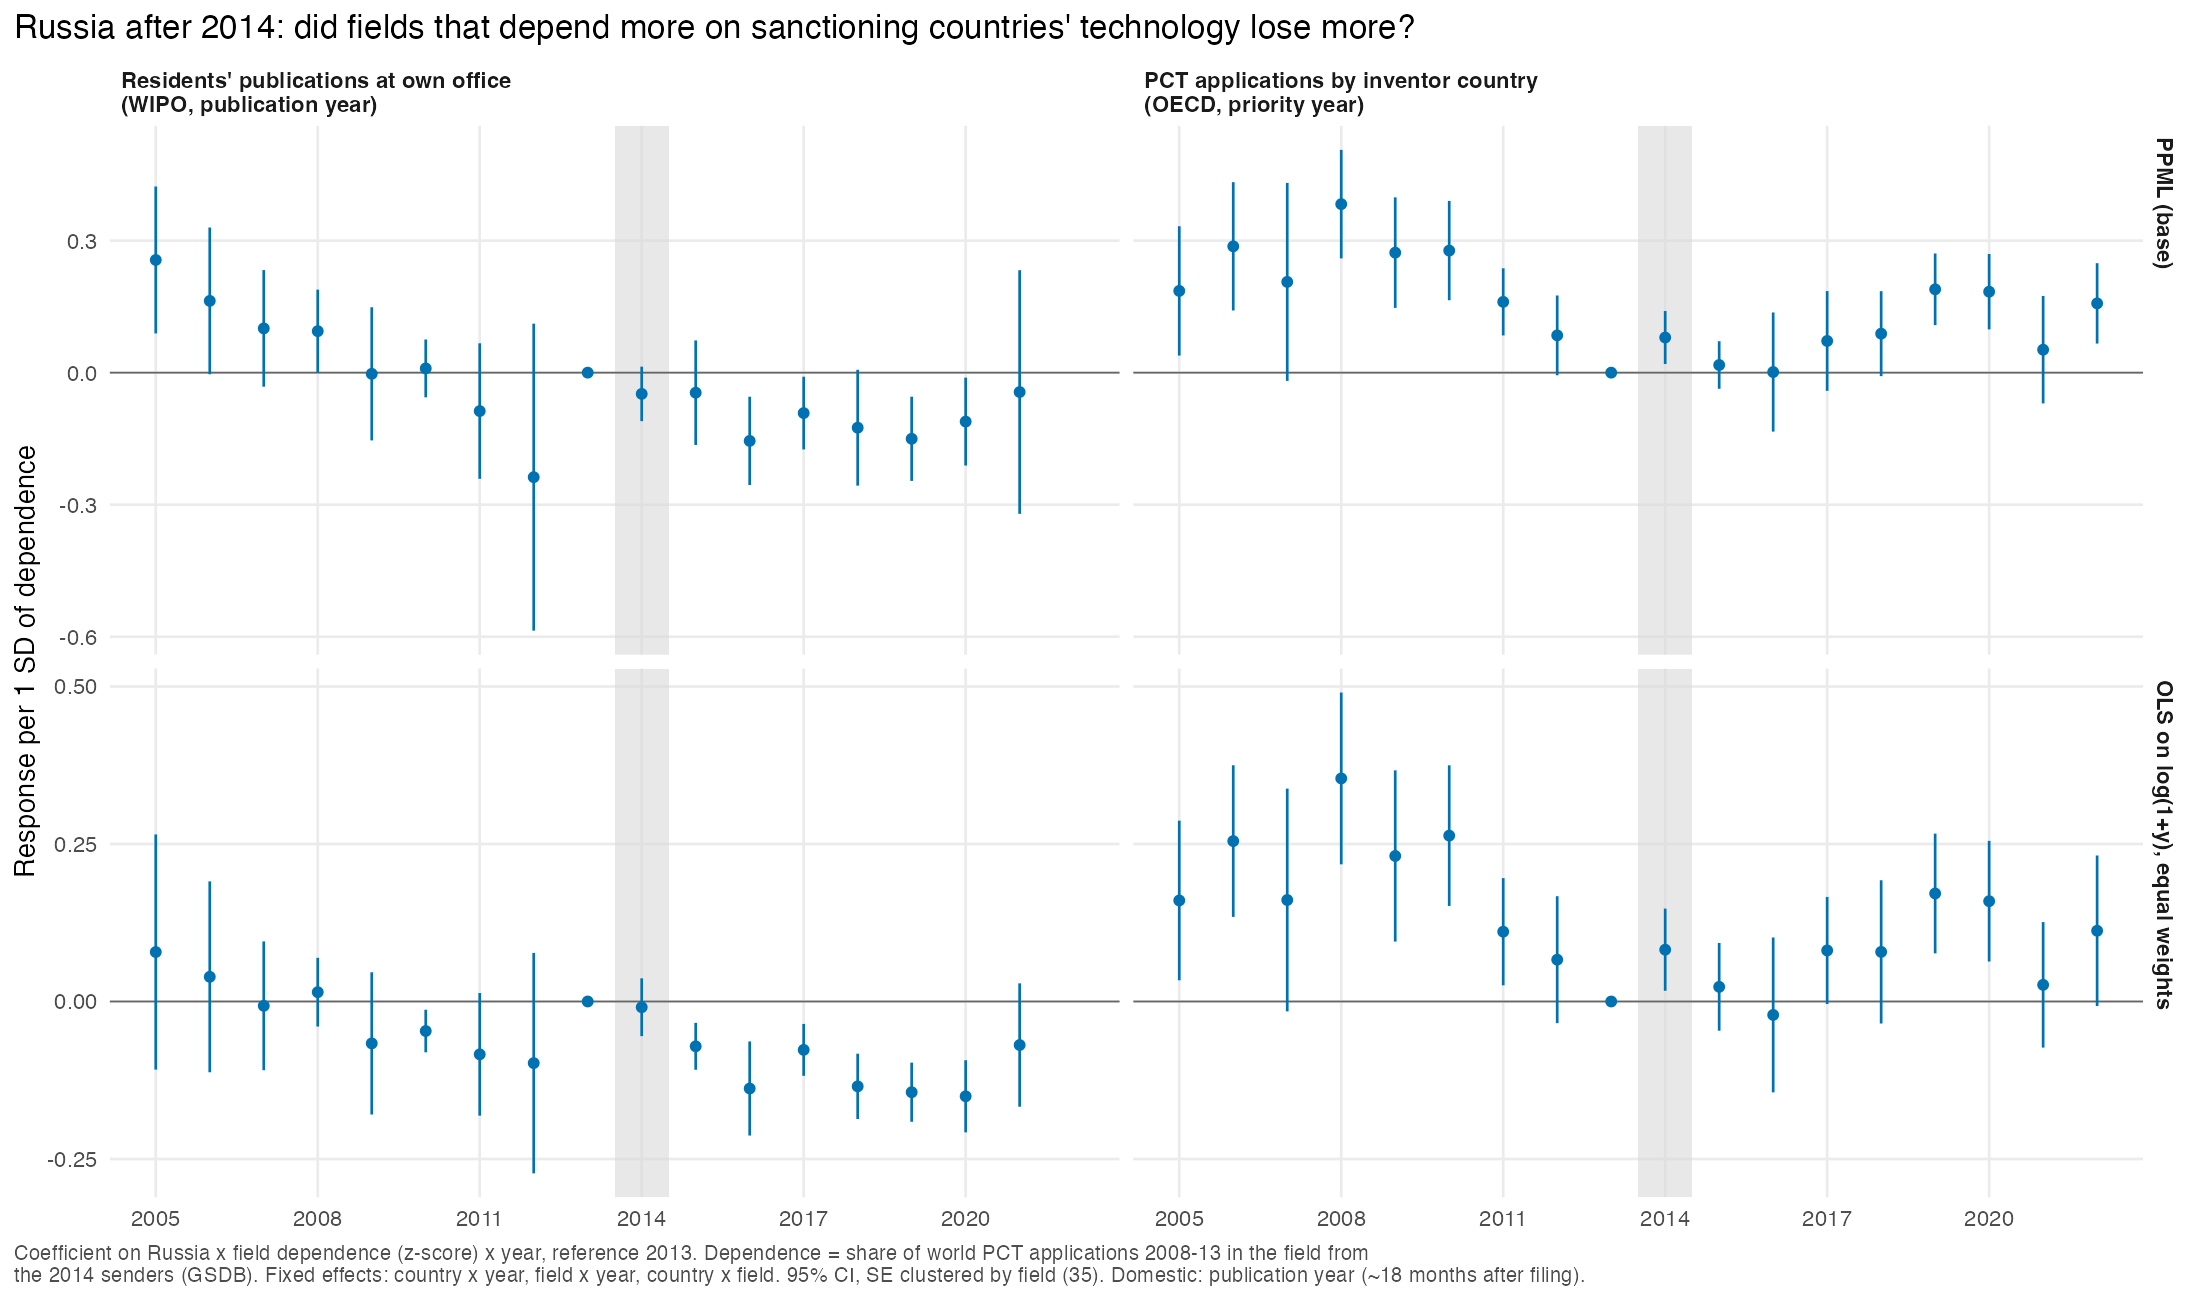 Russia after 2014: did fields that depend more on sanctioning countries' technology lose more?
Residents' publications at own office
(WIPO, publication year)
PCT applications by inventor country
(OECD, priority year)
PPML (base)
0.3
0.0
-0.3
-0.6
Response per 1 SD of dependence
OLS on log(1+y), equal weights
0.50
0.25
0.00
-0.25
2005 2008 2011 2014 2017 2020
2005 2008 2011 2014 2017 2020
Coefficient on Russia x field dependence (z-score) x year, reference 2013. Dependence = share of world PCT applications 2008-13 in the field from
the 2014 senders (GSDB). Fixed effects: country x year, field x year, country x field. 95% CI, SE clustered by field (35). Domestic: publication year (~18 months after filing).